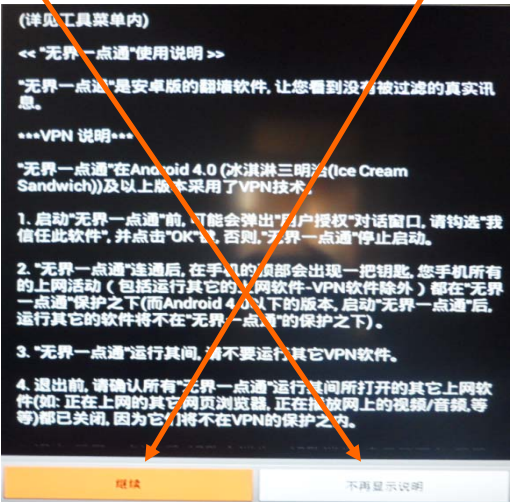 (详见工具菜单内)
<< "无界一点通"使用说明 >>
"无界一点通"是安卓版的翻墙软件, 让您看到没有被过滤的真实讯
息。
***VPN 说明***
"无界一点通"在Android 4.0 (冰淇淋三明治(Ice Cream
Sandwich))及以上版本采用了VPN技术,
1. 启动"无界一点通"前, 可能会弹出"用户授权"对话窗口, 请钩选"我
信任此软件", 并点击"OK"答, 否则,"无界一点通"停止启动。
2. "无界一点通"连通后, 在手机的顶部会出现一把钥匙, 您手机所有
的上网活动 ( 包括运行其它的上网软件-VPN软件除外 ) 都在"无界
一点通"保护之下(而Android 4.0以下的版本, 启动"无界一点通"后,
运行其它的软件将不在"无界一点通"的保护之下) 。
3. "无界一点通"运行其间, 请不要运行其它VPN软件。
4. 退出前, 请确认所有"无界一点通"运行其间所打开的其它上网软
件(如: 正在上网的其它网页浏览器, 正在播放网上的视频/音频,等
等)都已关闭, 因为它们将不在VPN的保护之内。
继续
不再显示说明